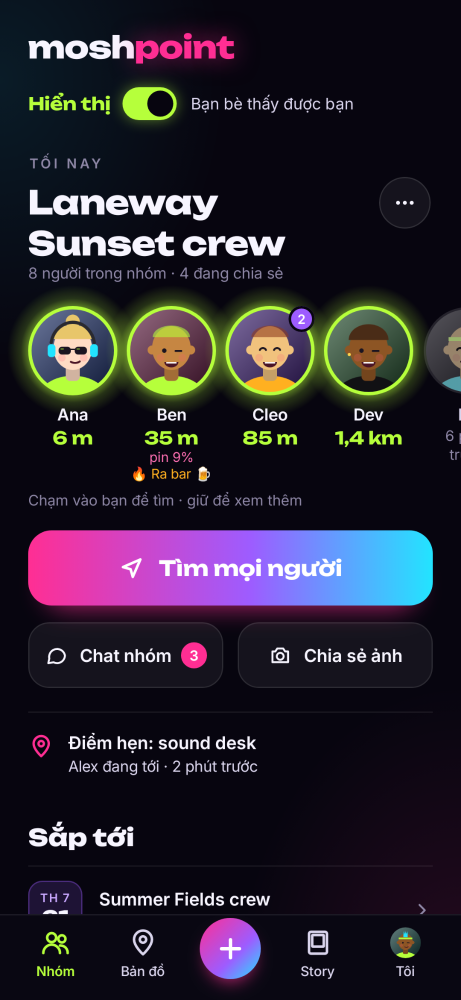 moshpoint
Hiển thị
Bạn bè thấy được bạn
TỐI NAY
Laneway
Sunset crew
8 người trong nhóm · 4 đang chia sẻ
2
Ana
Ben
Cleo
Dev
6 m
35 m
85 m
1,4 km
pin 9%
🔥 Ra bar 🍺
Chạm vào bạn để tìm · giữ để xem thêm
Tìm mọi người
Chat nhóm 3
Chia sẻ ảnh
Điểm hẹn: sound desk
Alex đang tới · 2 phút trước
Sắp tới
TH 7
Summer Fields crew
Nhóm
Bản đồ
Story
Tôi